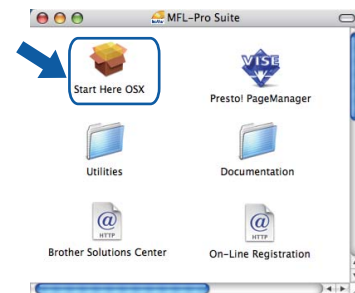 MFL-Pro Suite
Start Here OSX
VISE
Presto! PageManager
Utilities
Documentation
@
HTTP
@
HTTP
Brother Solutions Center
On-Line Registration